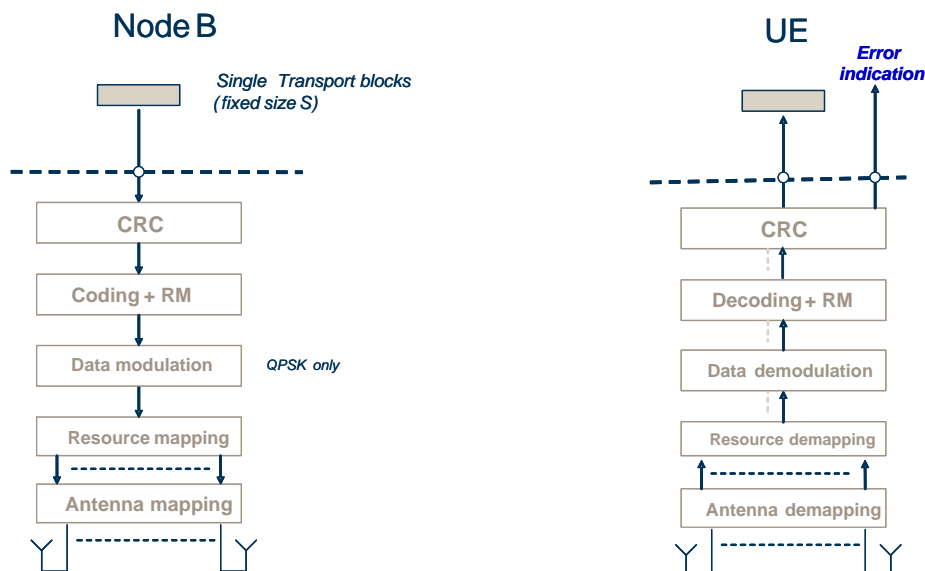 Node B
Single Transport blocks
(fixed size S)
CRC
Coding + RM
Data modulation
QPSK only
Resource mapping
Antenna mapping
UE
Error
indication
CRC
Decoding + RM
Data demodulation
Resource demapping
Antenna demapping